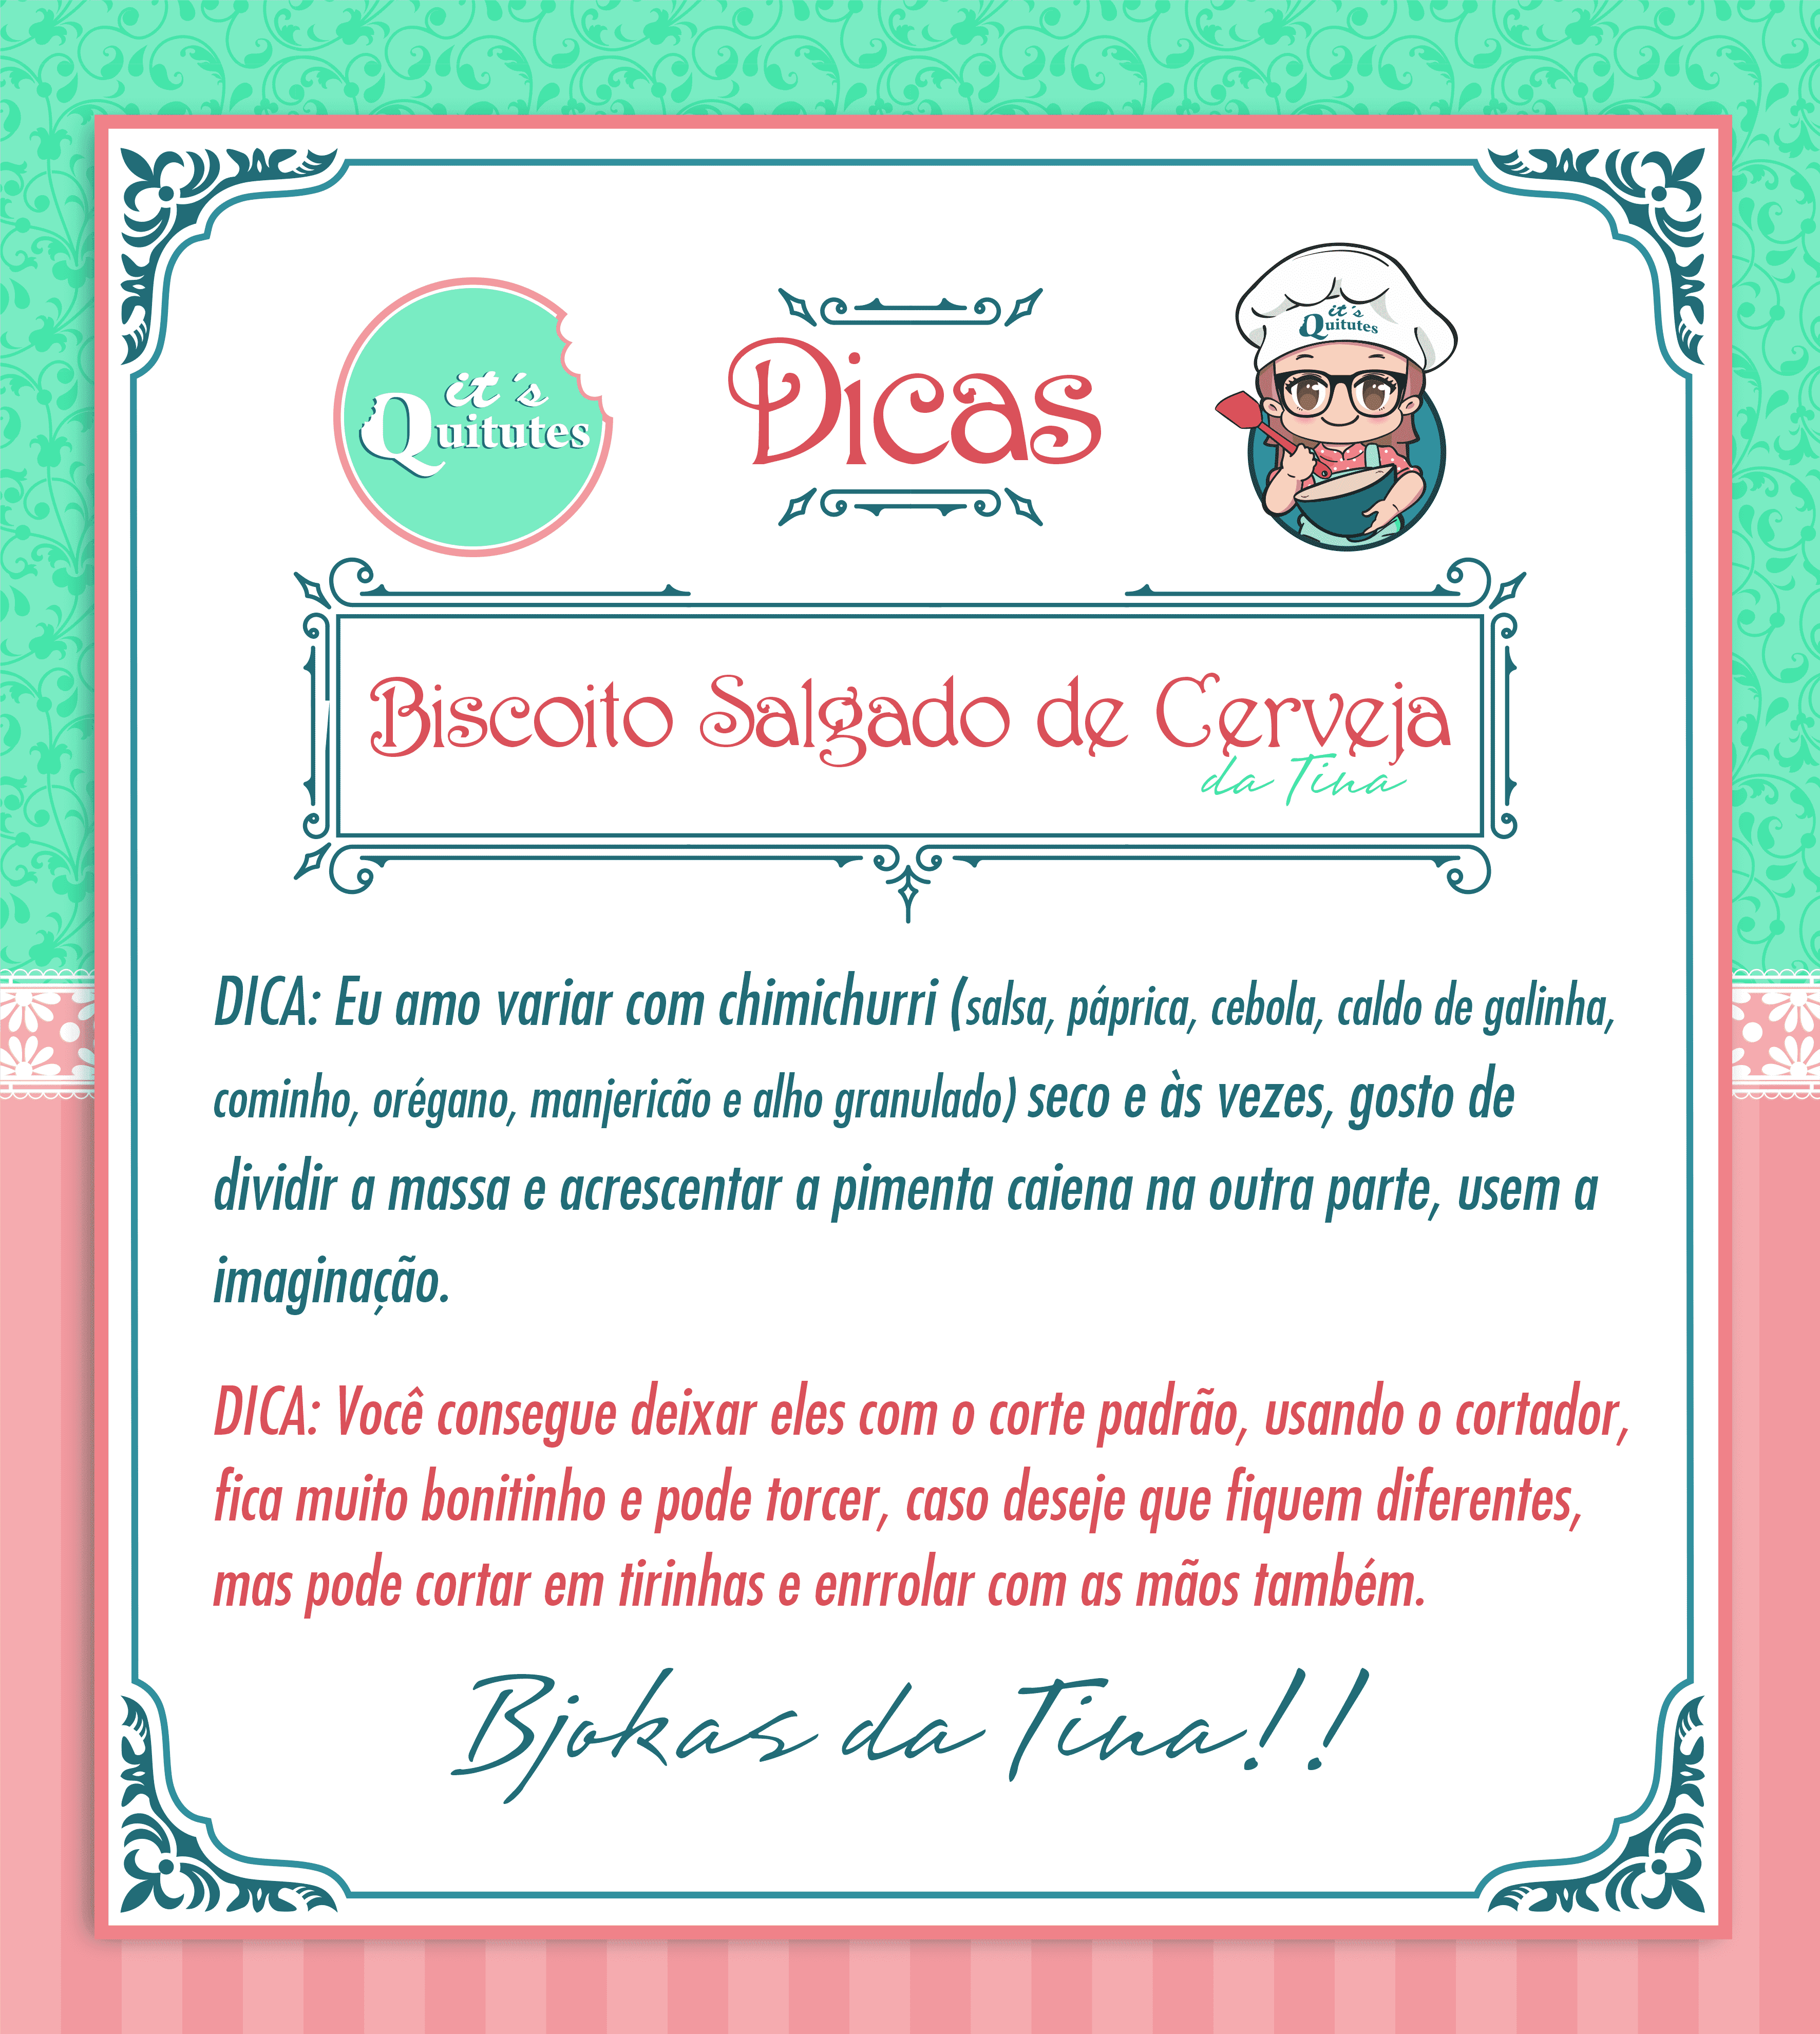 it´s
Quitutes
Dicas
it´s
Quitutes
Biscoito Salgado de Cerveja
da Tina
DICA: Eu amo variar com chimichurri (salsa, páprica, cebola, caldo de galinha,
cominho, orégano, manjericão e alho granulado) seco e às vezes, gosto de
dividir a massa e acrescentar a pimenta caiena na outra parte, usem a
imaginação.
DICA: Você consegue deixar eles com o corte padrão, usando o cortador,
fica muito bonitinho e pode torcer, caso deseje que fiquem diferentes,
mas pode cortar em tirinhas e enrrolar com as mãos também.
Bjokas da Tina!!